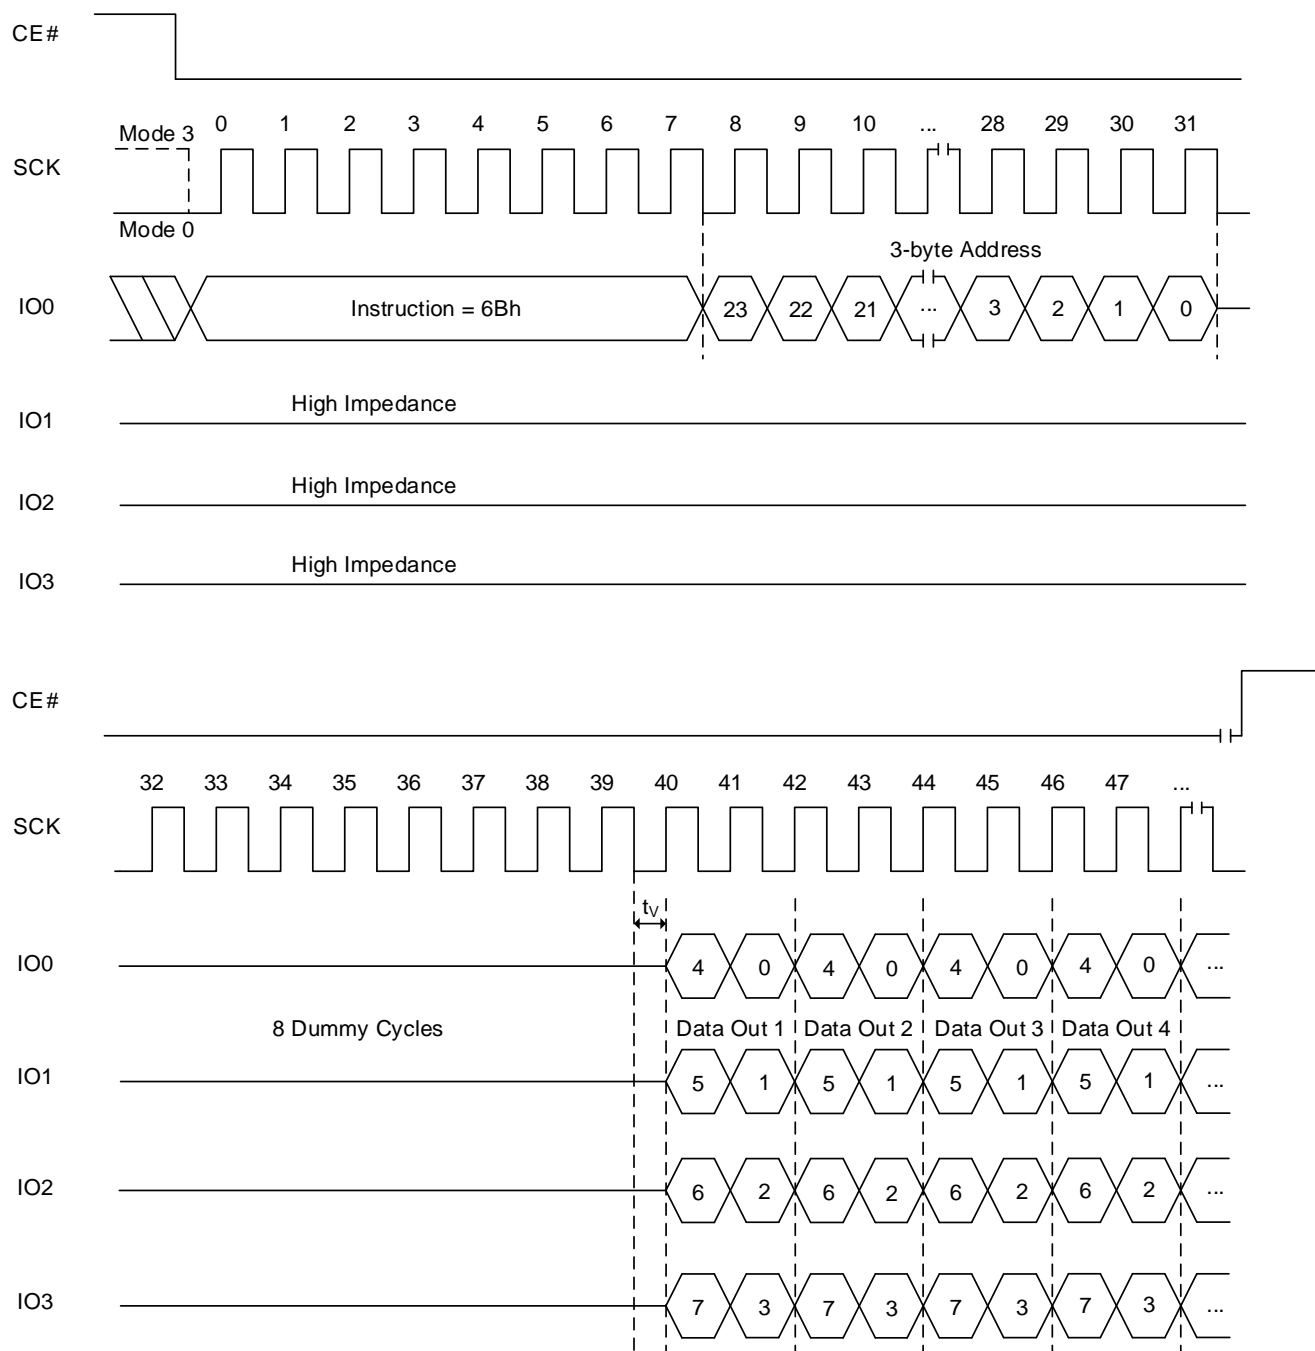 CE#
Mode 3 0 1 2 3 4 5 6 7 8 9 10 ... 28 29 30 31
SCK
Mode 0
3-byte Address
IO0 Instruction = 6Bh 23 22 21 ... 3 2 1 0
High Impedance
IO1
High Impedance
IO2
High Impedance
IO3
CE#
32 33 34 35 36 37 38 39 40 41 42 43 44 45 46 47 ...
SCK
tV
IO0 4 0 4 0 4 0 4 0 ...
8 Dummy Cycles Data Out 1 Data Out 2 Data Out 3 Data Out 4
IO1 5 1 5 1 5 1 5 1 ...
IO2 6 2 6 2 6 2 6 2 ...
IO3 7 3 7 3 7 3 7 3 ...